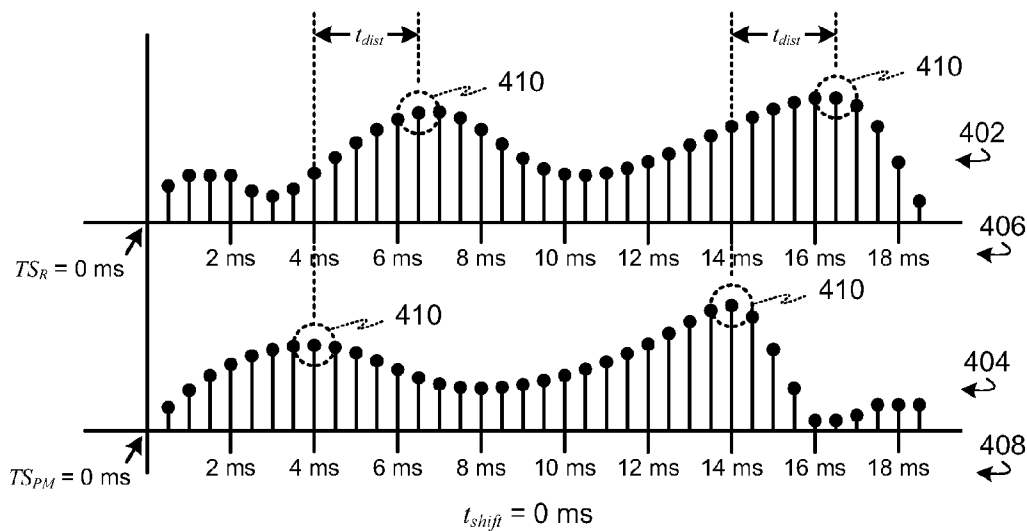 t_dist t_dist
410 410
402
406
2 ms 4 ms 6 ms 8 ms 10 ms 12 ms 14 ms 16 ms 18 ms
TS_R = 0 ms
410 410
404
408
2 ms 4 ms 6 ms 8 ms 10 ms 12 ms 14 ms 16 ms 18 ms
TS_PM = 0 ms
t_shift = 0 ms